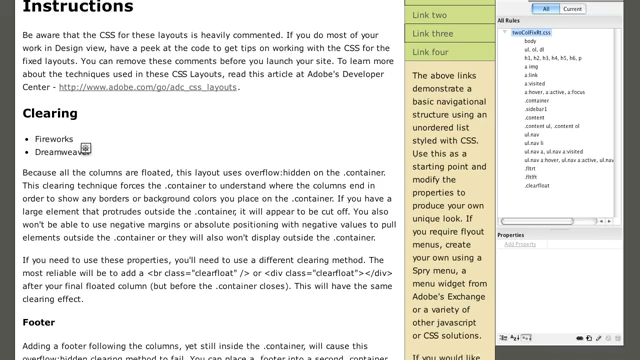 Instructions
Be aware that the CSS for these layouts is heavily commented. If you do most of your
work in Design view, have a peek at the code to get tips on working with the CSS for the
fixed layouts. You can remove these comments before you launch your site. To learn more
about the techniques used in these CSS Layouts, read this article at Adobe's Developer
Center - http://www.adobe.com/go/adc_css_layouts.
Clearing
Fireworks
Dreamweaver
Because all the columns are floated, this layout uses overflow:hidden on the .container.
This clearing technique forces the .container to understand where the columns end in
order to show any borders or background colors you place on the .container. If you have a
large element that protrudes outside the .container, it will appear to be cut off. You also
won't be able to use negative margins or absolute positioning with negative values to pull
elements outside the .container or they will also won't display outside the .container.
If you need to use these properties, you'll need to use a different clearing method. The
most reliable will be to add a <br class="clearfloat" /> or <div class="clearfloat"></div>
after your final floated column (but before the .container closes). This will have the same
clearing effect.
Footer
Adding a footer following the columns, yet still inside the .container, will cause this
overflow:hidden clearing method to fail. You can place a .footer into a second .container
Link two
Link three
Link four
The above links
demonstrate a
basic navigational
structure using an
unordered list
styled with CSS.
Use this as a
starting point and
modify the
properties to
produce your own
unique look. If
you require flyout
menus, create
your own using a
Spry menu, a
menu widget from
Adobe's Exchange
or a variety of
other javascript
or CSS solutions.
If you would like
All Current
All Rules
twoColFixRt.css
body
ul, ol, dl
h1, h2, h3, h4, h5, h6, p
a img
a:link
a:visited
a:hover, a:active, a:focus
.container
.sidebar1
.content
.content ul, .content ol
ul.nav
ul.nav li
ul.nav a, ul.nav a:visited
ul.nav a:hover, ul.nav a:active, ul.nav
.fltrt
.fltlft
.clearfloat
Properties
Add Property